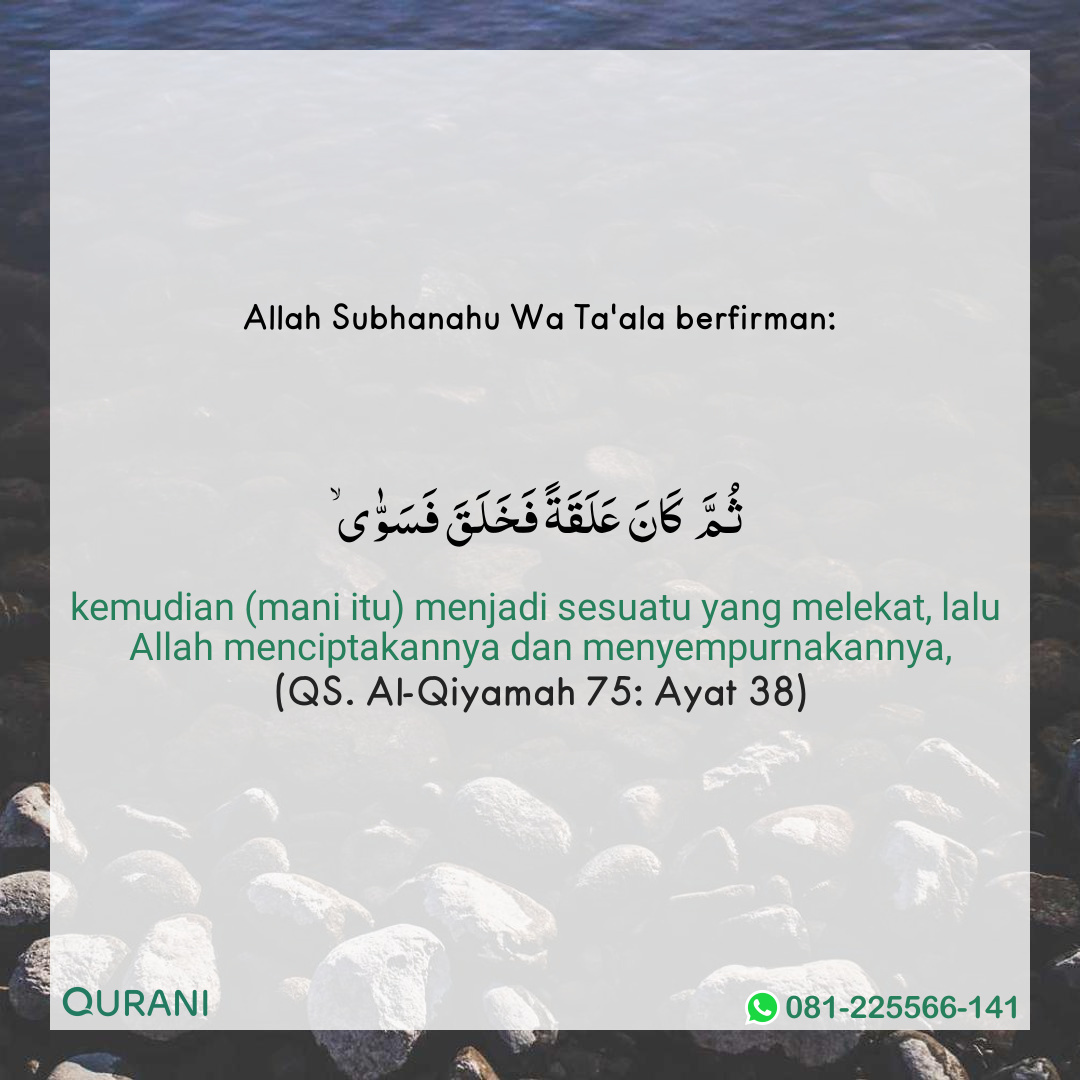 Allah Subhanahu Wa Ta'ala berfirman:
ثُمَّ كَانَ عَلَقَةً فَخَلَقَ فَسَوّٰىۙ
kemudian (mani itu) menjadi sesuatu yang melekat, lalu
Allah menciptakannya dan menyempurnakannya,
(QS. Al-Qiyamah 75: Ayat 38)
QURANI
081-225566-141